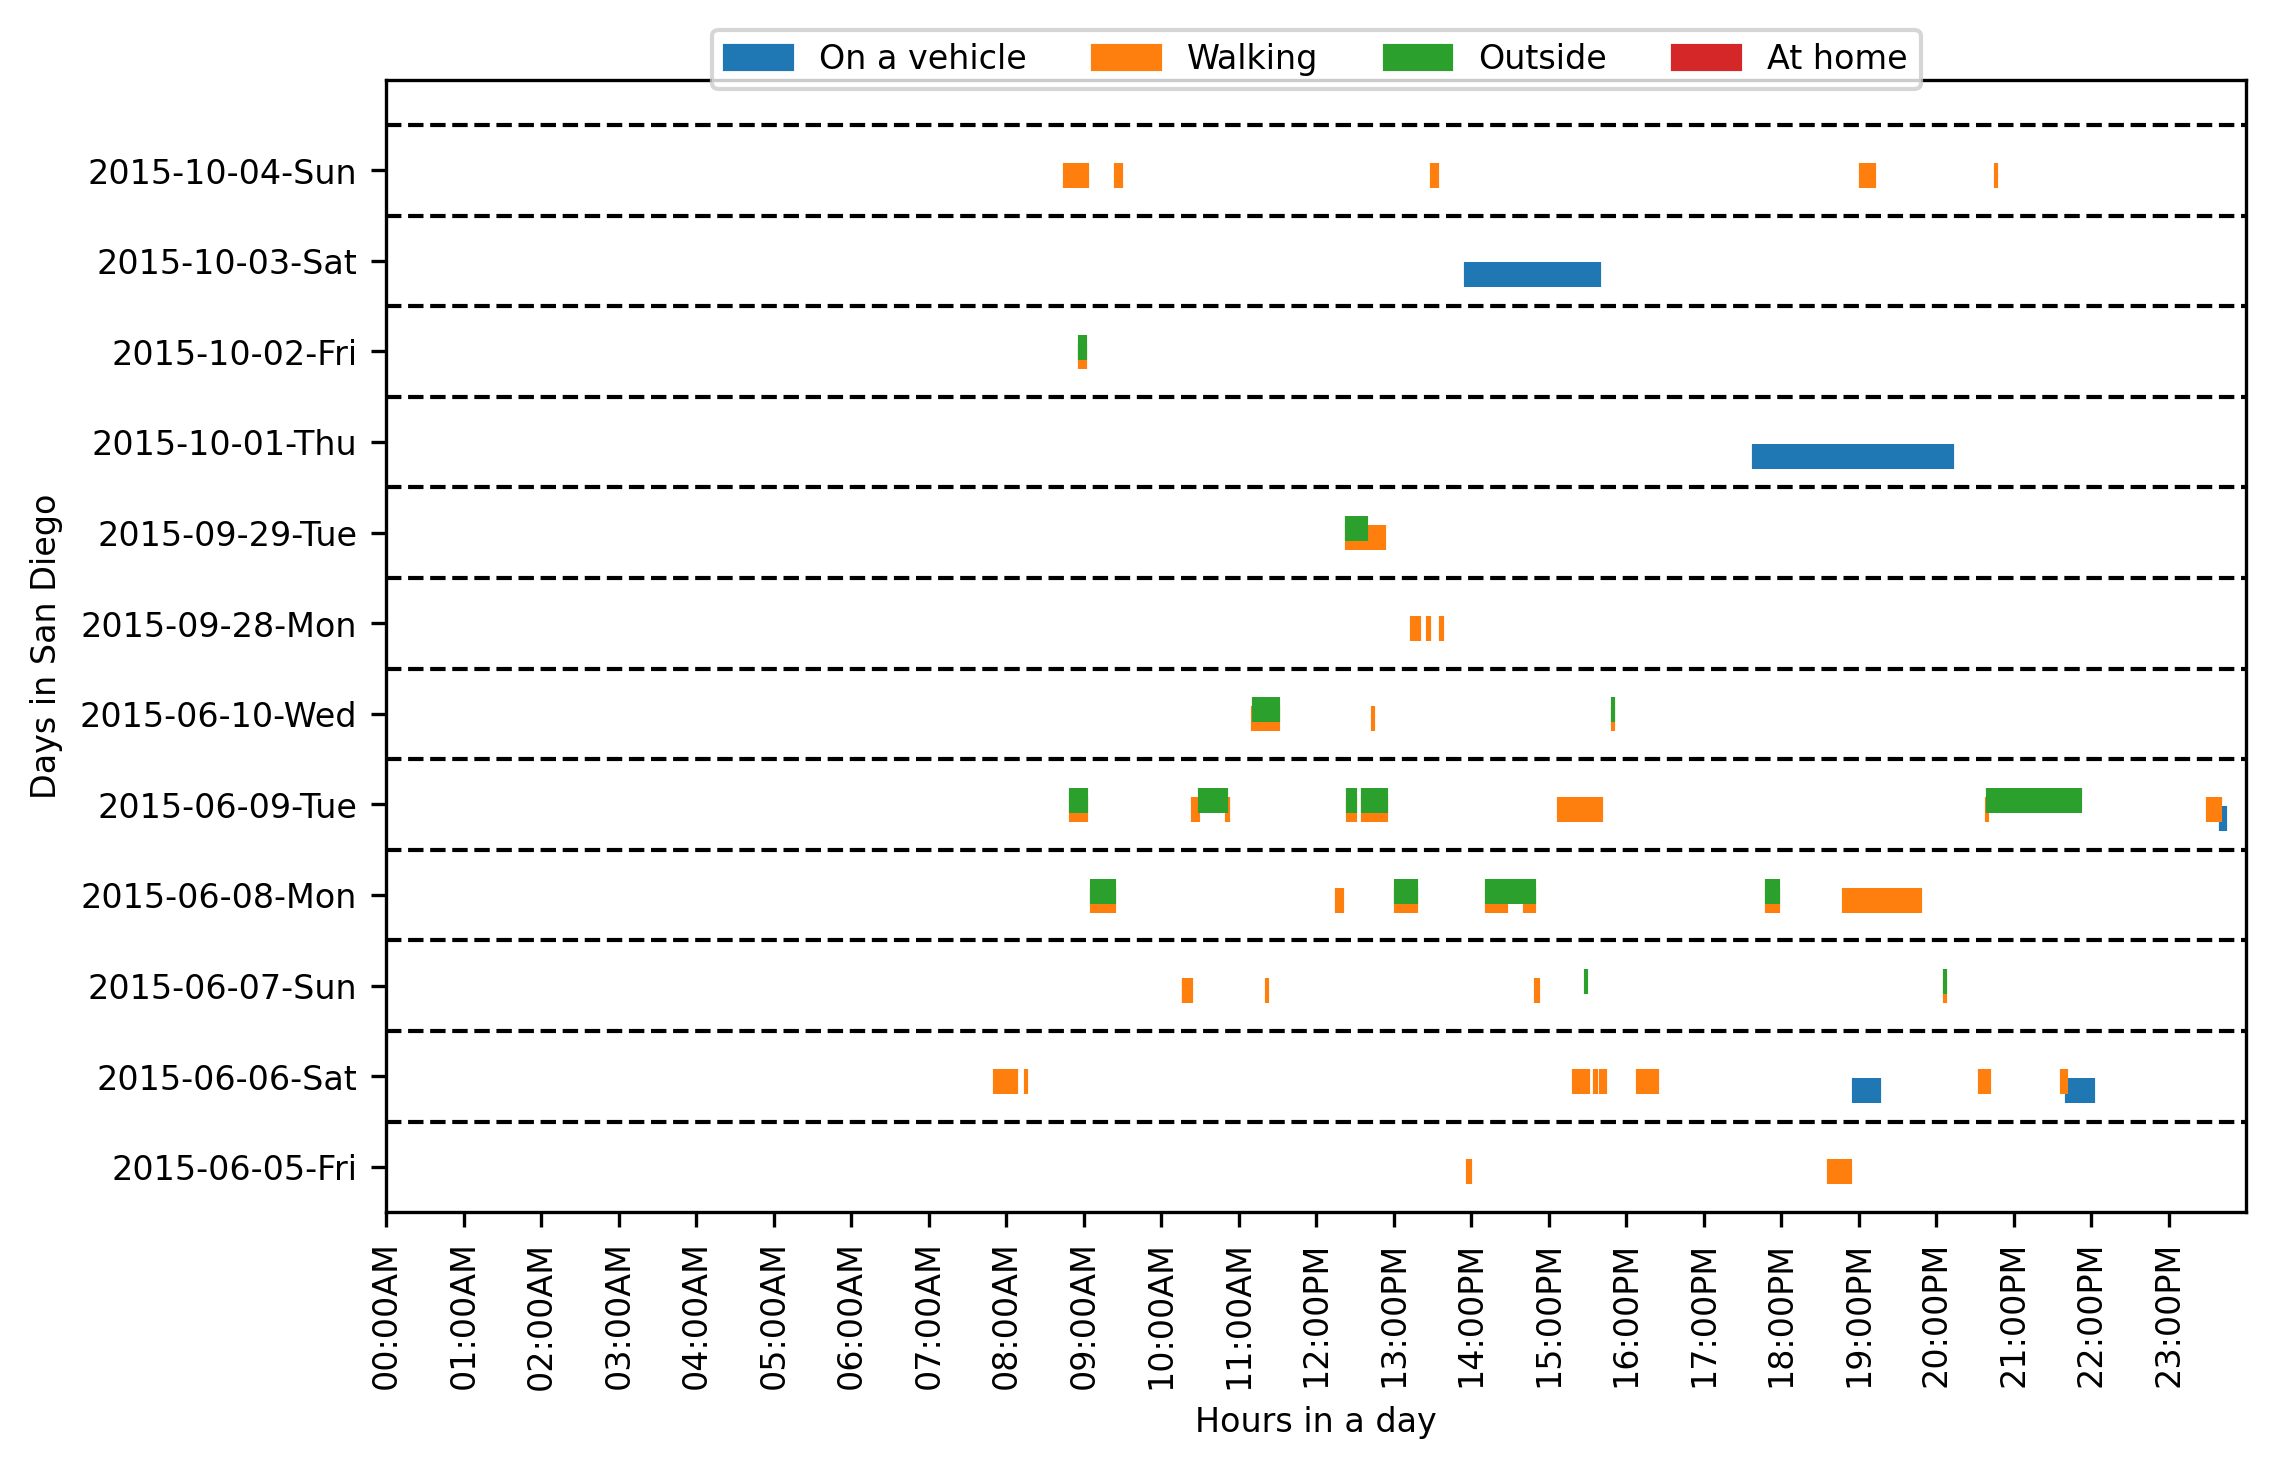 On a vehicle Walking Outside At home
Days in San Diego
2015-10-04-Sun
2015-10-03-Sat
2015-10-02-Fri
2015-10-01-Thu
2015-09-29-Tue
2015-09-28-Mon
2015-06-10-Wed
2015-06-09-Tue
2015-06-08-Mon
2015-06-07-Sun
2015-06-06-Sat
2015-06-05-Fri
00:00AM
01:00AM
02:00AM
03:00AM
04:00AM
05:00AM
06:00AM
07:00AM
08:00AM
09:00AM
10:00AM
11:00AM
12:00PM
13:00PM
14:00PM
15:00PM
16:00PM
17:00PM
18:00PM
19:00PM
20:00PM
21:00PM
22:00PM
23:00PM
Hours in a day